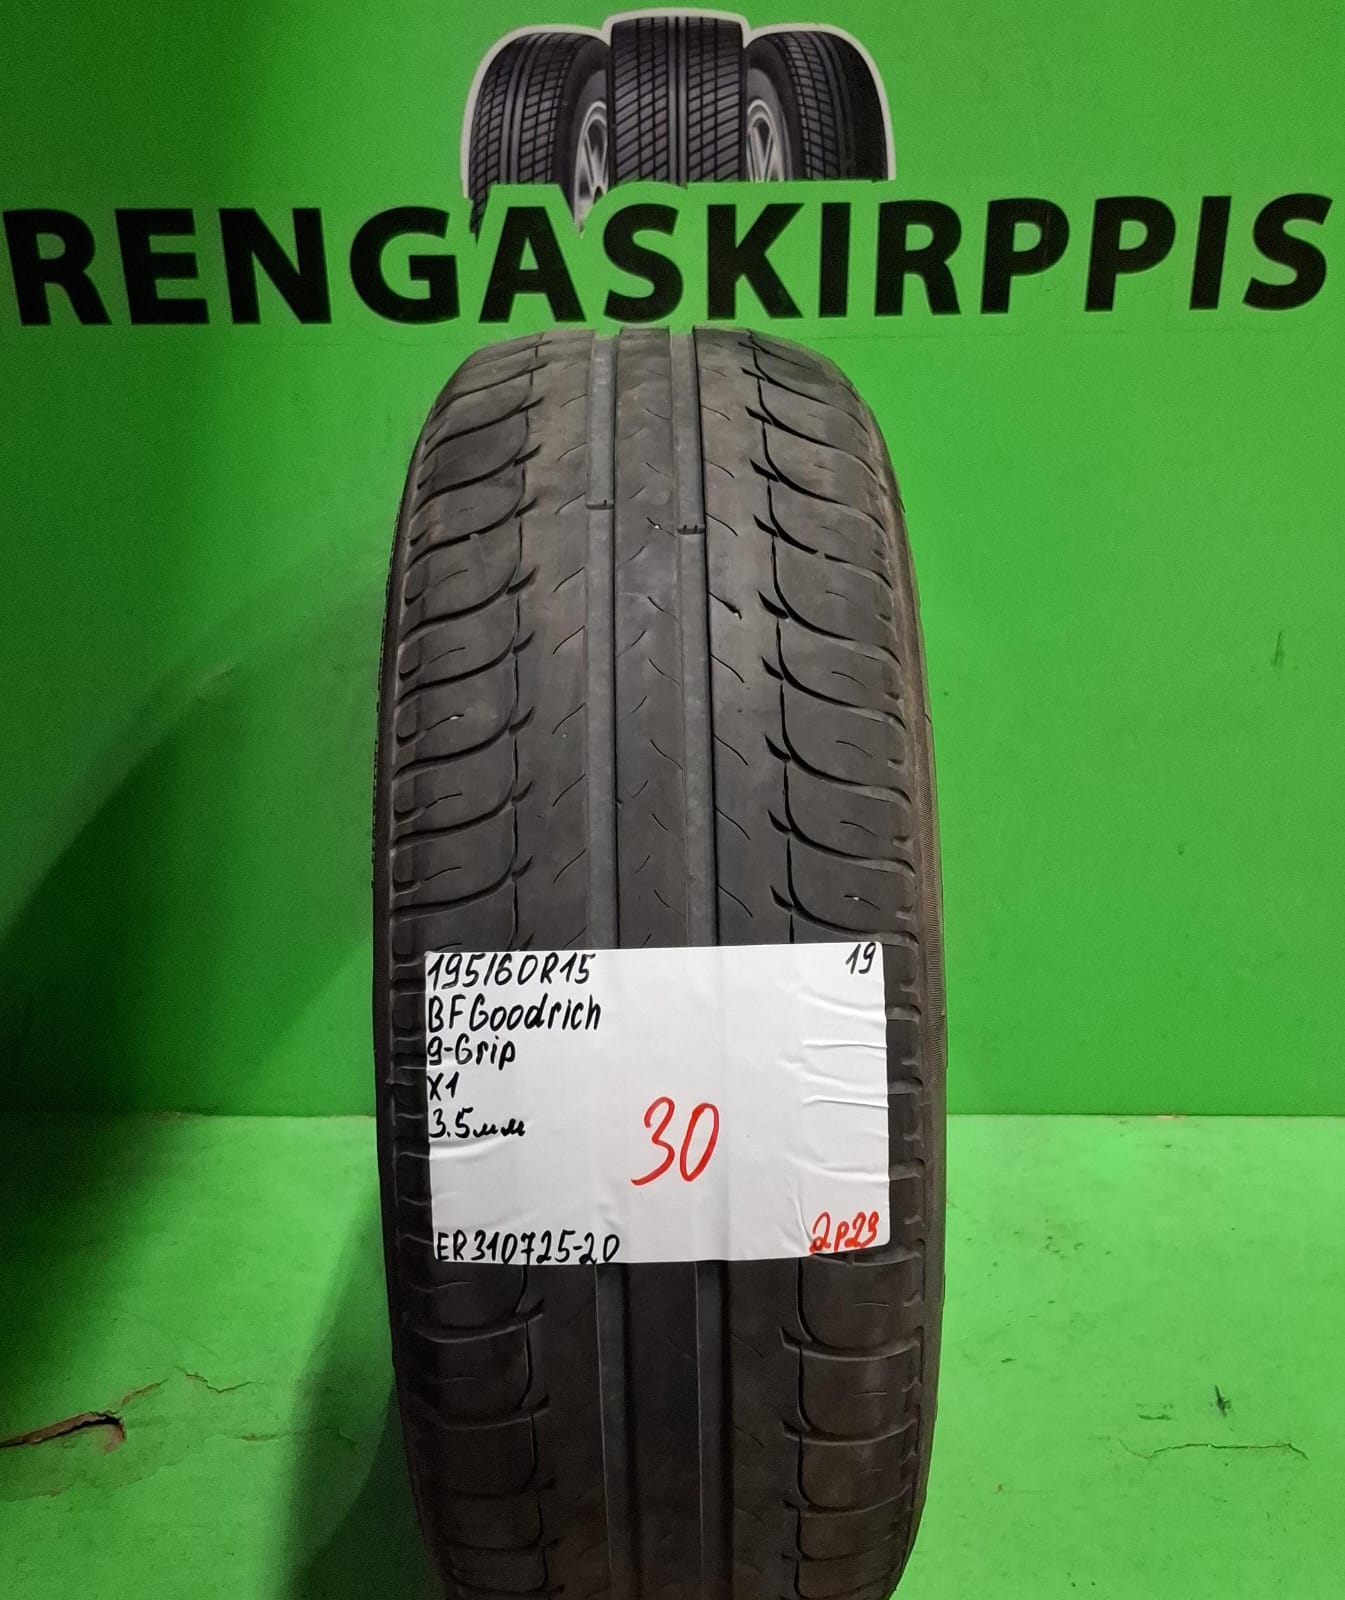 RENGASKIRPPIS
195/60R15 19
BFGoodrich
g-Grip
X1
3.5мм
30
ER310725-20 2p23